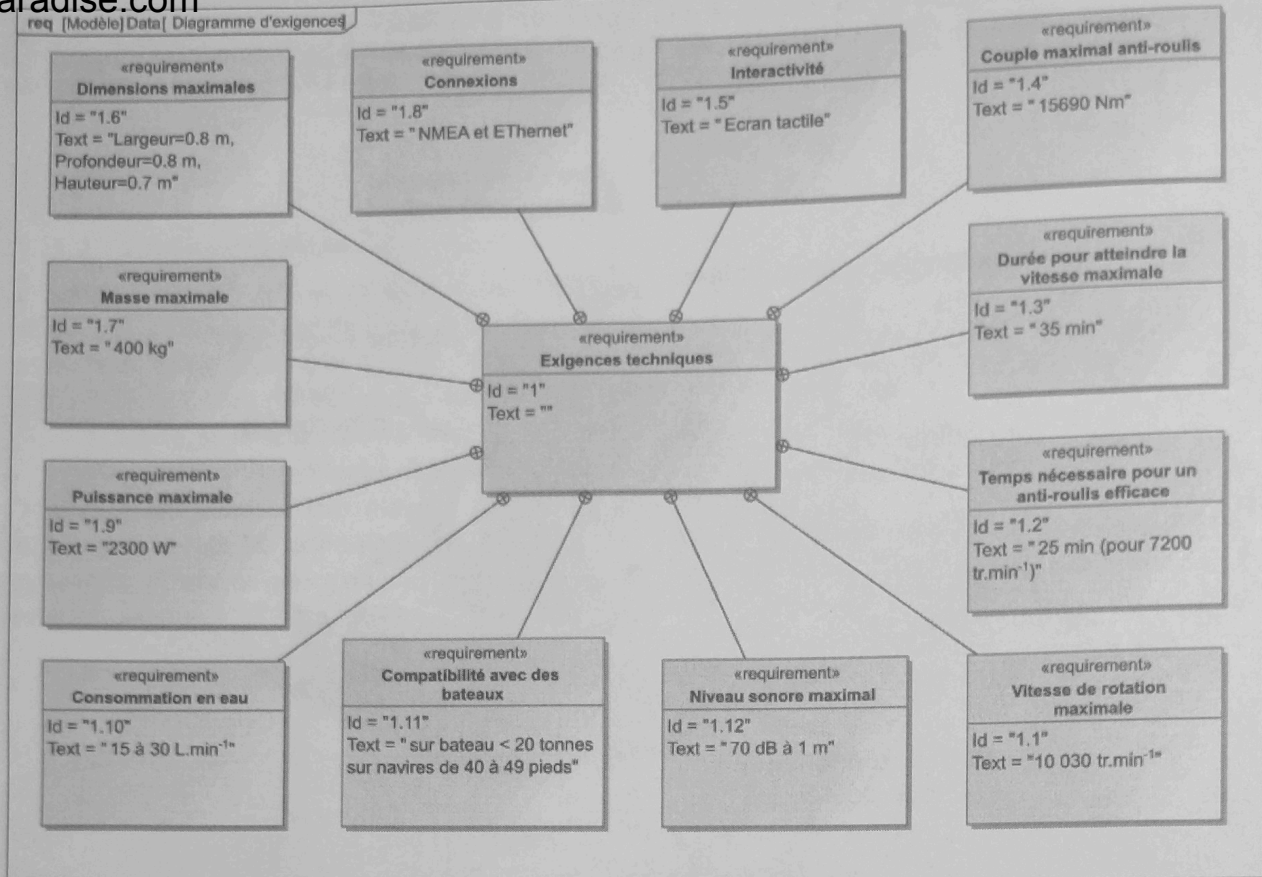 aradise.com
req [Modèle] Data[ Diagramme d'exigences]
«requirement»
Dimensions maximales
Id = "1.6"
Text = "Largeur=0.8 m,
Profondeur=0.8 m,
Hauteur=0.7 m"
«requirement»
Connexions
Id = "1.8"
Text = " NMEA et EThernet"
«requirement»
Interactivité
Id = "1.5"
Text = " Ecran tactile"
«requirement»
Couple maximal anti-roulis
Id = "1.4"
Text = " 15690 Nm"
«requirement»
Masse maximale
Id = "1.7"
Text = " 400 kg"
«requirement»
Exigences techniques
Id = "1"
Text = ""
«requirement»
Durée pour atteindre la
vitesse maximale
Id = "1.3"
Text = " 35 min"
«requirement»
Puissance maximale
Id = "1.9"
Text = "2300 W"
«requirement»
Temps nécessaire pour un
anti-roulis efficace
Id = "1.2"
Text = " 25 min (pour 7200
tr.min⁻¹)"
«requirement»
Consommation en eau
Id = "1.10"
Text = " 15 à 30 L.min⁻¹"
«requirement»
Compatibilité avec des
bateaux
Id = "1.11"
Text = " sur bateau < 20 tonnes
sur navires de 40 à 49 pieds"
«requirement»
Niveau sonore maximal
Id = "1.12"
Text = " 70 dB à 1 m"
«requirement»
Vitesse de rotation
maximale
Id = "1.1"
Text = "10 030 tr.min⁻¹"